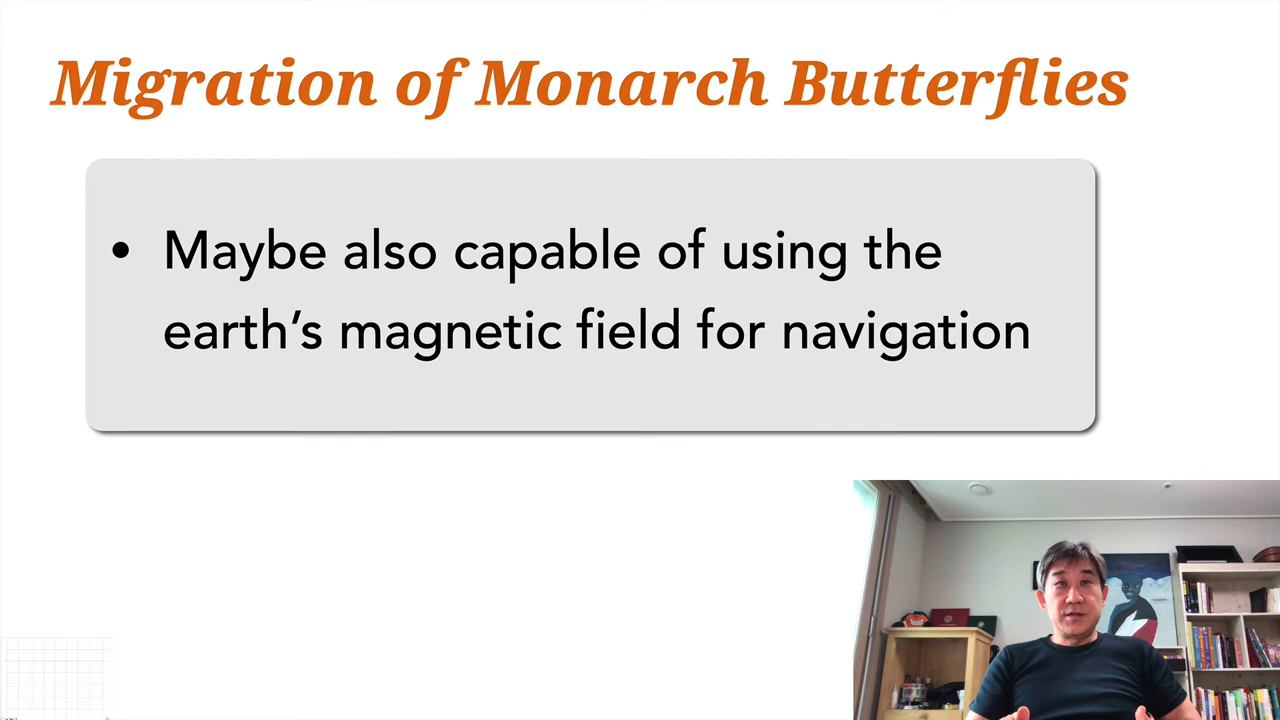 Migration of Monarch Butterflies
• Maybe also capable of using the
earth’s magnetic field for navigation